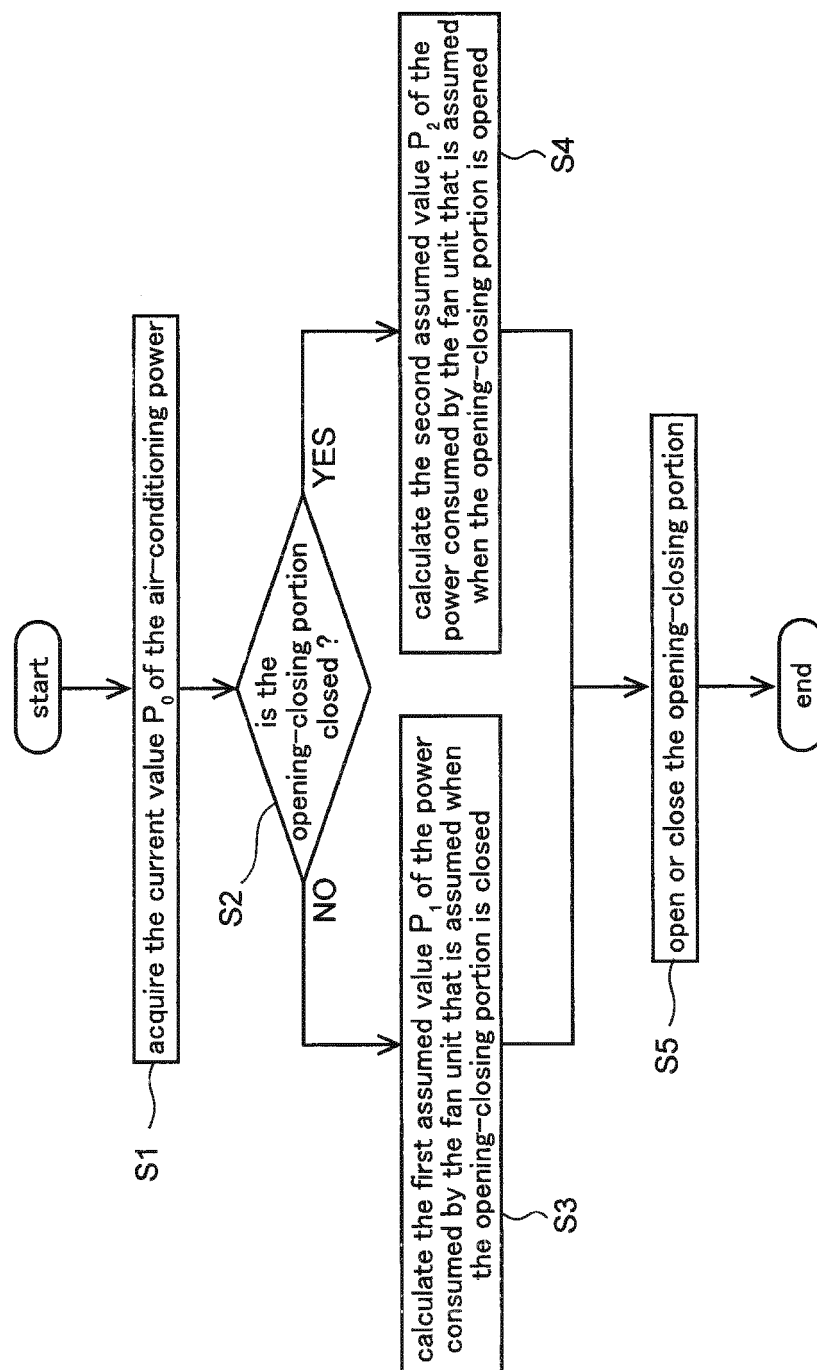 start
acquire the current value P₀ of the air-conditioning power
S1
is the
opening-closing portion
closed ?
S2
NO
YES
calculate the first assumed value P₁ of the power
consumed by the fan unit that is assumed when
the opening-closing portion is closed
S3
calculate the second assumed value P₂ of the
power consumed by the fan unit that is assumed
when the opening-closing portion is opened
S4
open or close the opening-closing portion
S5
end